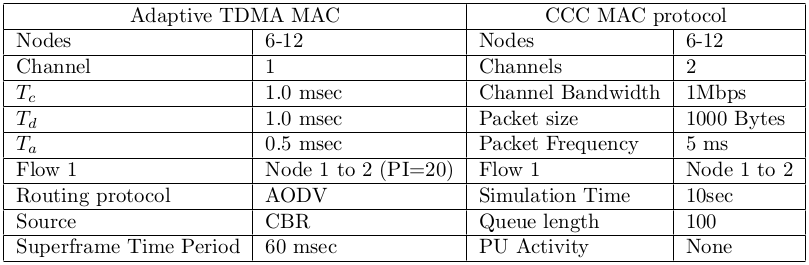 Adaptive TDMA MAC CCC MAC protocol
Nodes 6-12 Nodes 6-12
Channel 1 Channels 2
T_c 1.0 msec Channel Bandwidth 1Mbps
T_d 1.0 msec Packet size 1000 Bytes
T_a 0.5 msec Packet Frequency 5 ms
Flow 1 Node 1 to 2 (PI=20) Flow 1 Node 1 to 2
Routing protocol AODV Simulation Time 10sec
Source CBR Queue length 100
Superframe Time Period 60 msec PU Activity None